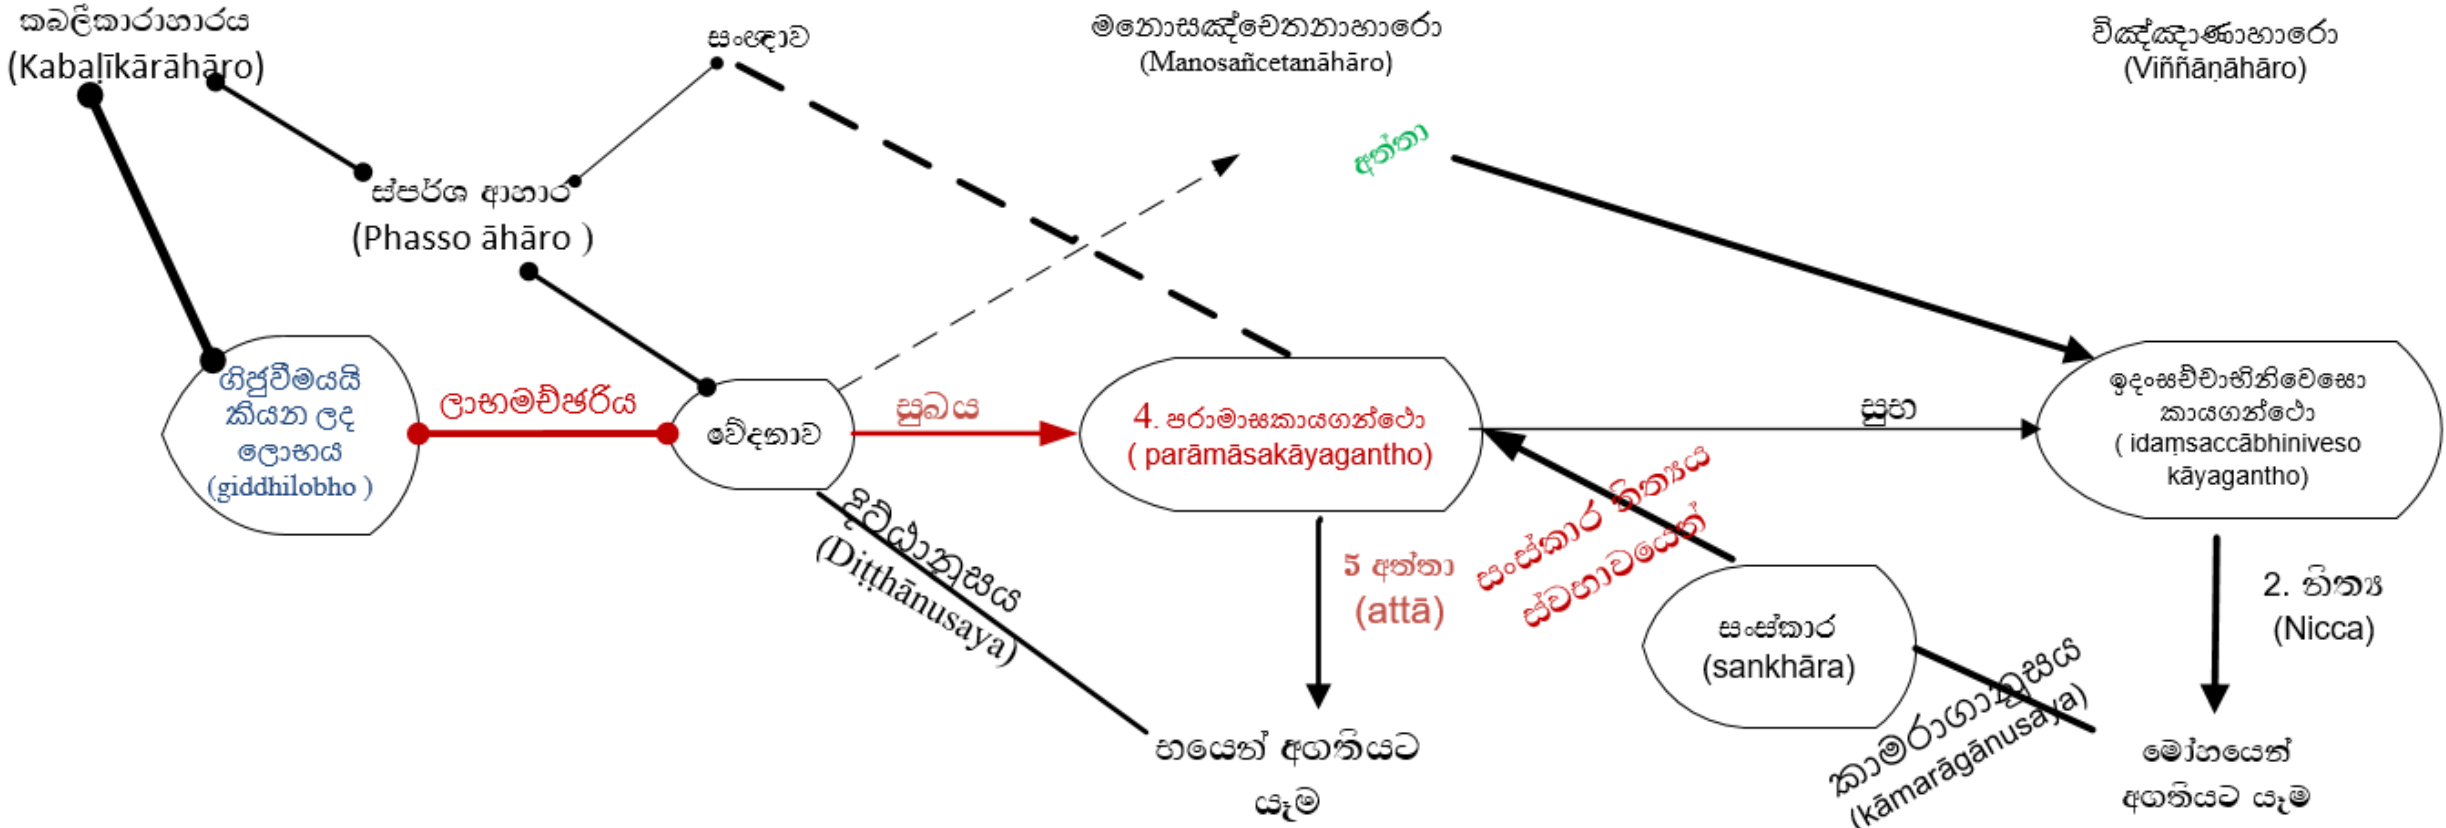 කබලීකාරාහාරය
(Kabaḷīkārāhāro)
සංඥාව
මනොසඤ්චෙතනාහාරො
(Manosañcetanāhāro)
විඤ්ඤාණාහාරො
(Viññāṇāhāro)
අත්තා
ස්පර්ශ ආහාර
(Phasso āhāro )
ගිජුවීමයයි
කියන ලද
ලොභය
(giddhilobho )
ලාභමච්ඡරිය
වේදනාව
සුඛය
4. පරාමාසකායගන්ථො
( parāmāsakāyagantho)
සුභ
ඉදංසච්චාභිනිවෙසො
කායගන්ථො
( idaṃsaccābhiniveso
kāyagantho)
දිට්ඨානුසය
(Diṭṭhānusaya)
5 අත්තා
(attā)
සංස්කාර නිත්‍යය
ස්වභාවයෙන්
සංස්කාර
(sankhāra)
2. නිත්‍ය
(Nicca)
කාමරාගානුසය
(kāmarāgānusaya)
භයෙන් අගතියට
යෑම
මෝහයෙන්
අගතියට යෑම